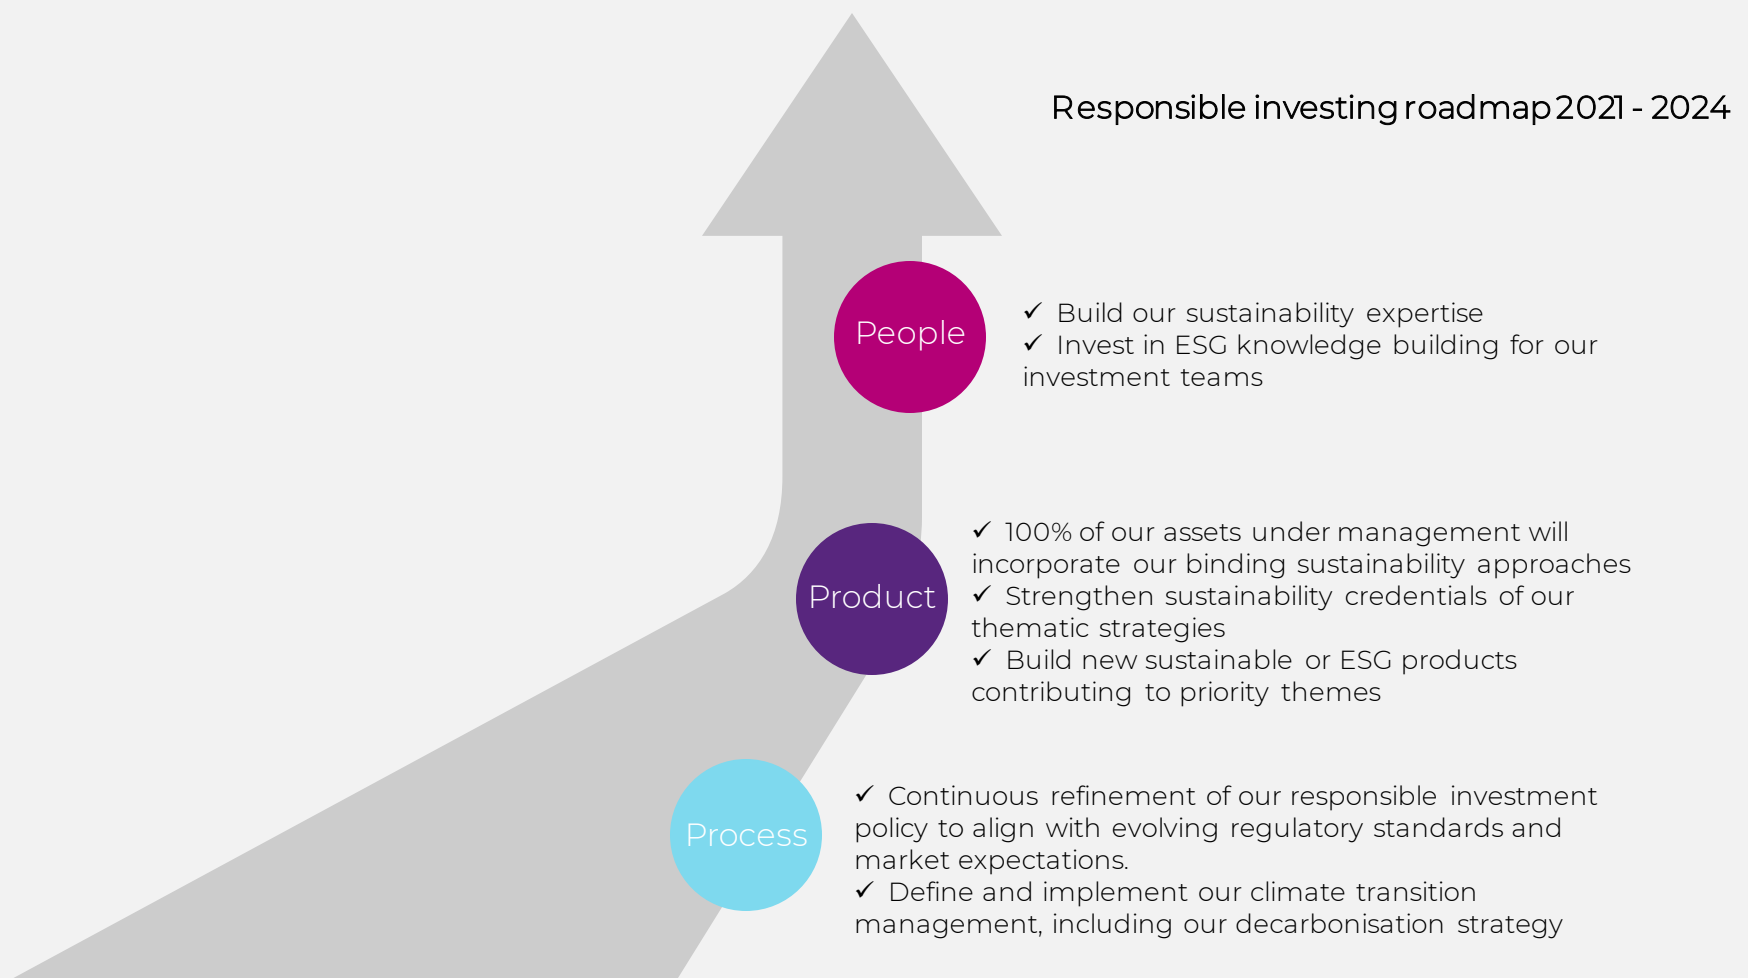 Responsible investing roadmap 2021 - 2024
People
✓ Build our sustainability expertise
✓ Invest in ESG knowledge building for our
investment teams
Product
✓ 100% of our assets under management will
incorporate our binding sustainability approaches
✓ Strengthen sustainability credentials of our
thematic strategies
✓ Build new sustainable or ESG products
contributing to priority themes
Process
✓ Continuous refinement of our responsible investment
policy to align with evolving regulatory standards and
market expectations.
✓ Define and implement our climate transition
management, including our decarbonisation strategy